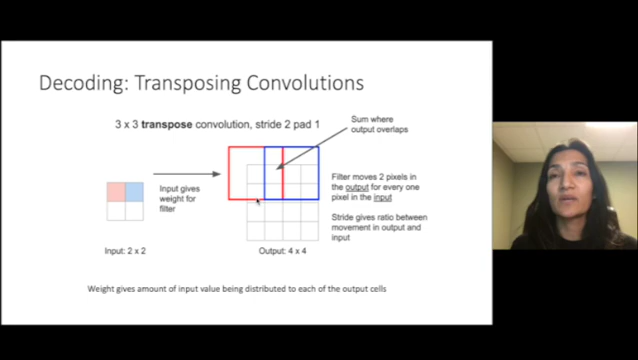 Decoding: Transposing Convolutions
3 x 3 transpose convolution, stride 2 pad 1
Sum where
output overlaps
Input gives
weight for
filter
Filter moves 2 pixels in
the output for every one
pixel in the input
Stride gives ratio between
movement in output and
input
Input: 2 x 2
Output: 4 x 4
Weight gives amount of input value being distributed to each of the output cells